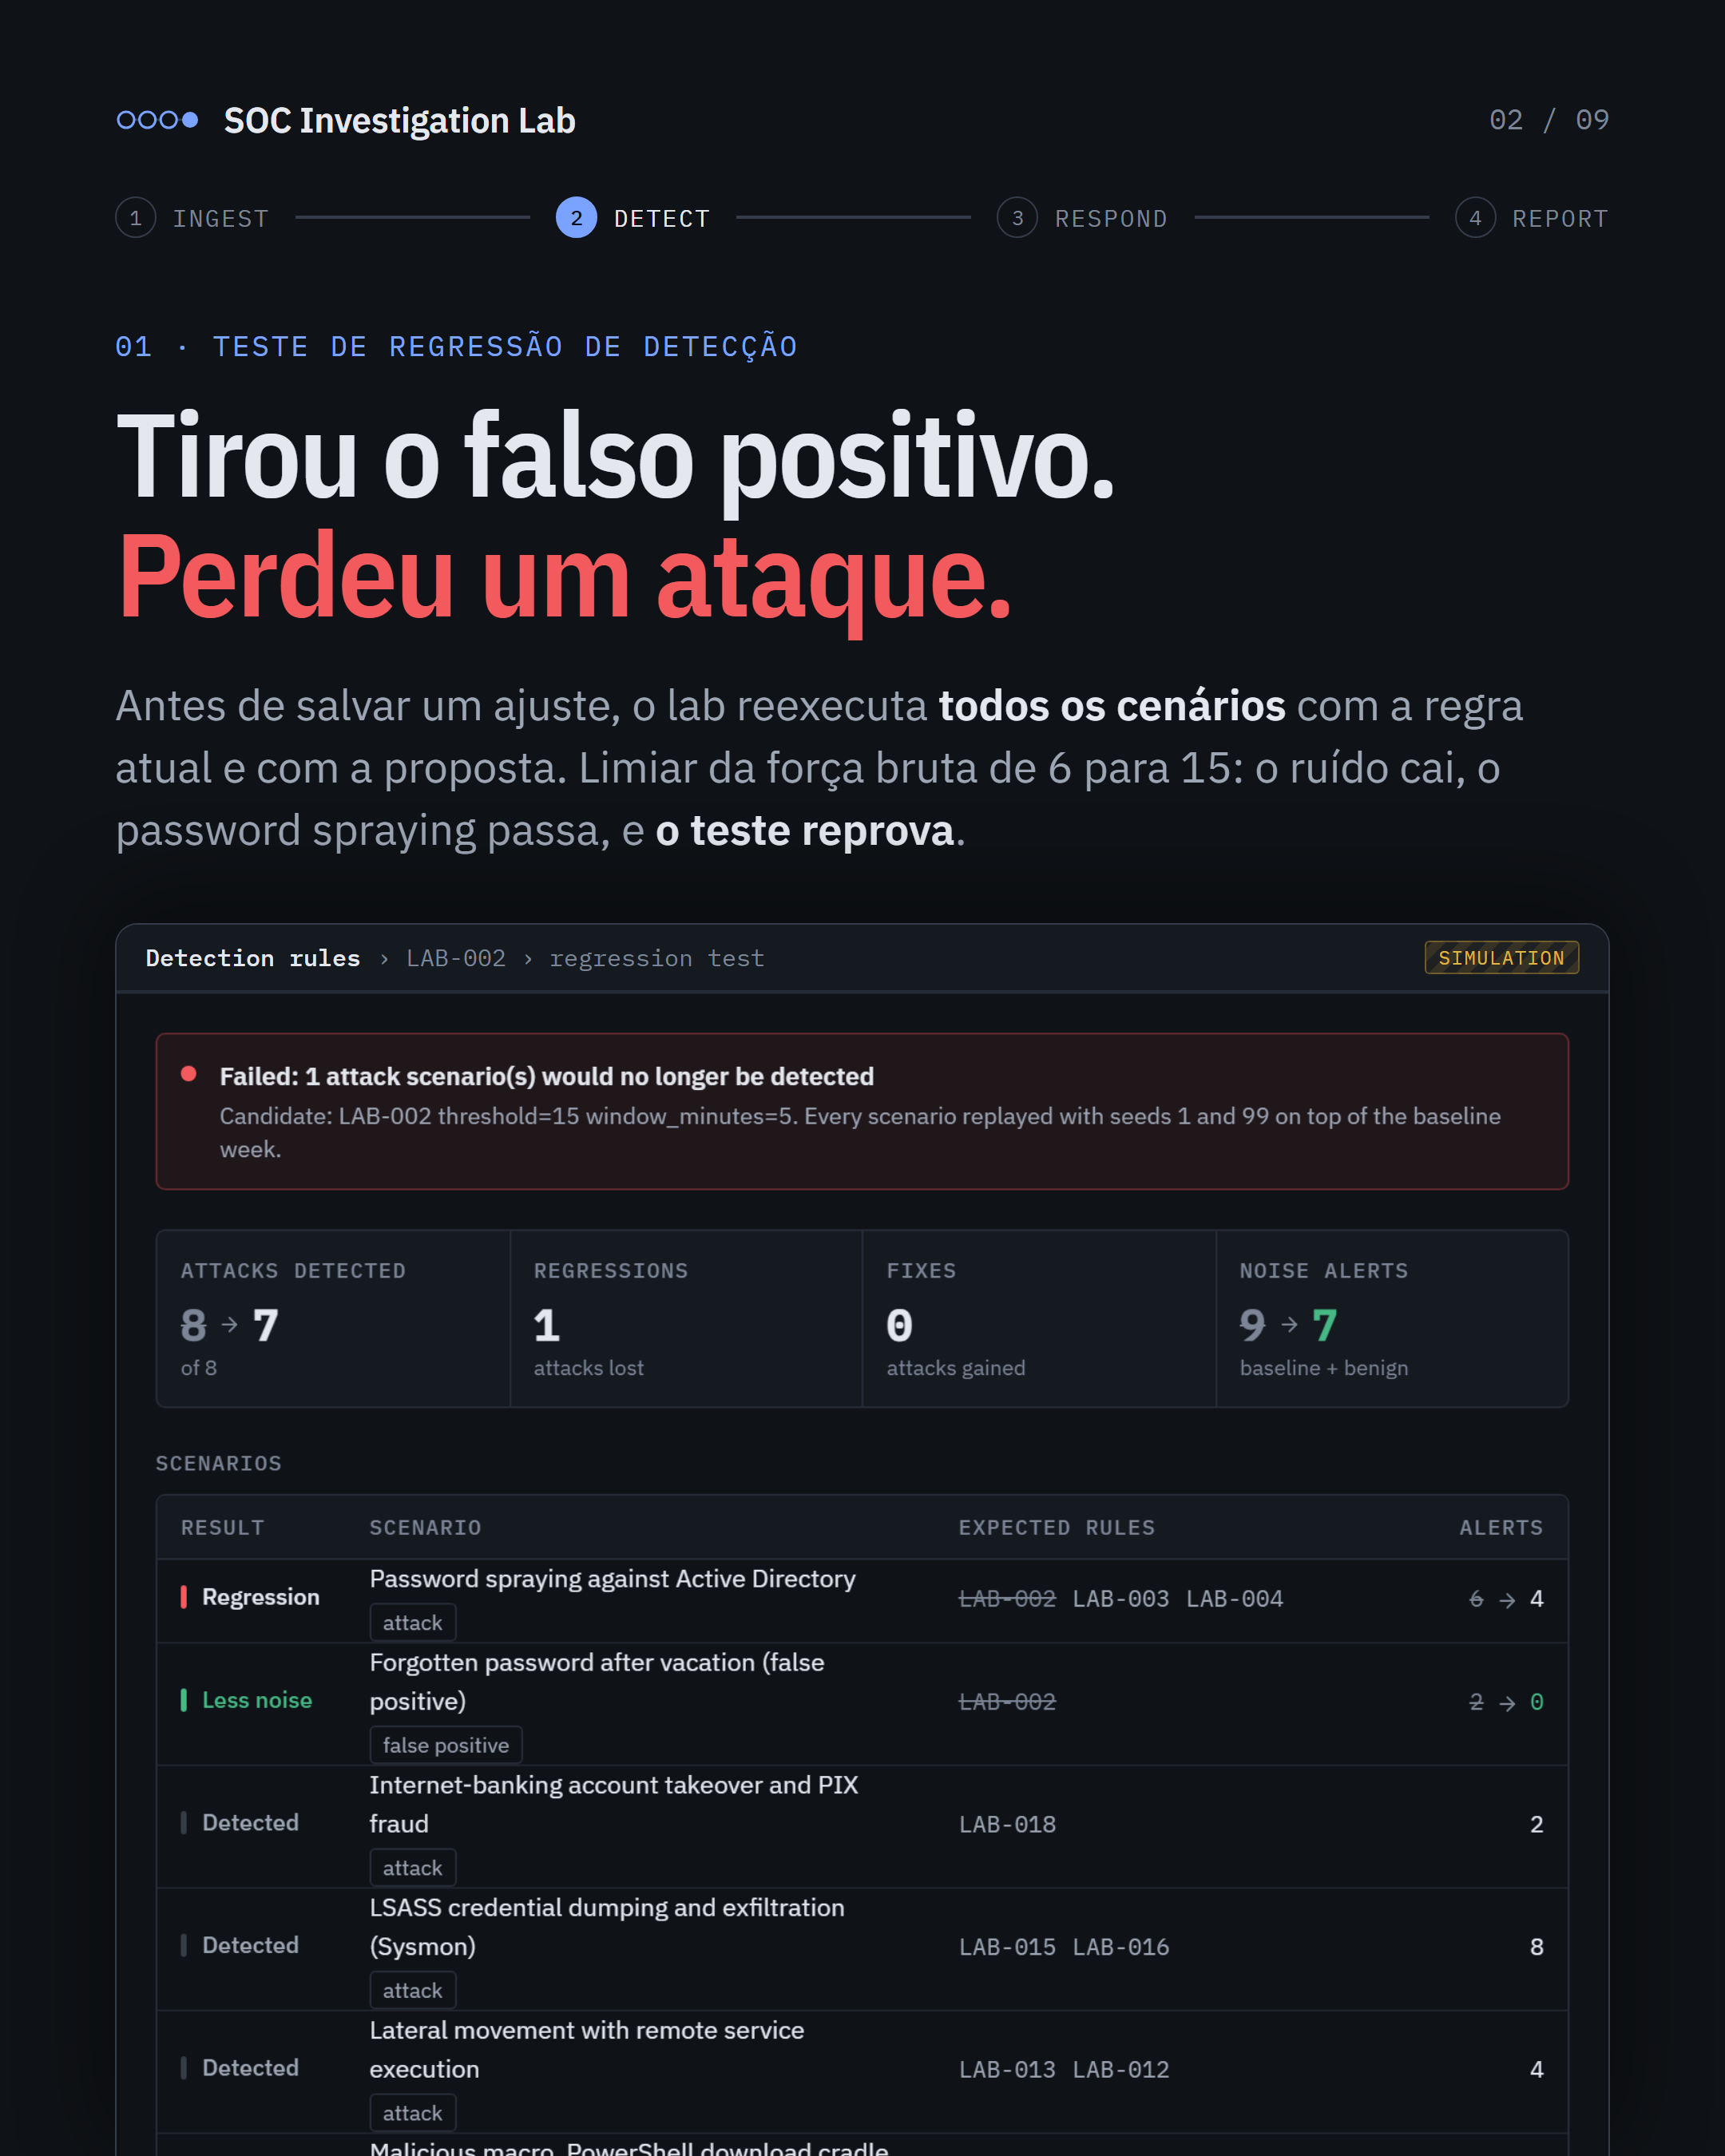 SOC Investigation Lab
02 / 09
1 INGEST 2 DETECT 3 RESPOND 4 REPORT
01 · TESTE DE REGRESSÃO DE DETECÇÃO
Tirou o falso positivo.
Perdeu um ataque.
Antes de salvar um ajuste, o lab reexecuta todos os cenários com a regra
atual e com a proposta. Limiar da força bruta de 6 para 15: o ruído cai, o
password spraying passa, e o teste reprova.
Detection rules › LAB-002 › regression test
SIMULATION
Failed: 1 attack scenario(s) would no longer be detected
Candidate: LAB-002 threshold=15 window_minutes=5. Every scenario replayed with seeds 1 and 99 on top of the baseline
week.
ATTACKS DETECTED
8 → 7
of 8
REGRESSIONS
1
attacks lost
FIXES
0
attacks gained
NOISE ALERTS
9 → 7
baseline + benign
SCENARIOS
RESULT SCENARIO EXPECTED RULES ALERTS
Regression
Password spraying against Active Directory
attack
LAB-002 LAB-003 LAB-004
6 → 4
Less noise
Forgotten password after vacation (false
positive)
false positive
LAB-002
2 → 0
Detected
Internet-banking account takeover and PIX
fraud
attack
LAB-018
2
Detected
LSASS credential dumping and exfiltration
(Sysmon)
attack
LAB-015 LAB-016
8
Detected
Lateral movement with remote service
execution
attack
LAB-013 LAB-012
4
Malicious macro, PowerShell download cradle